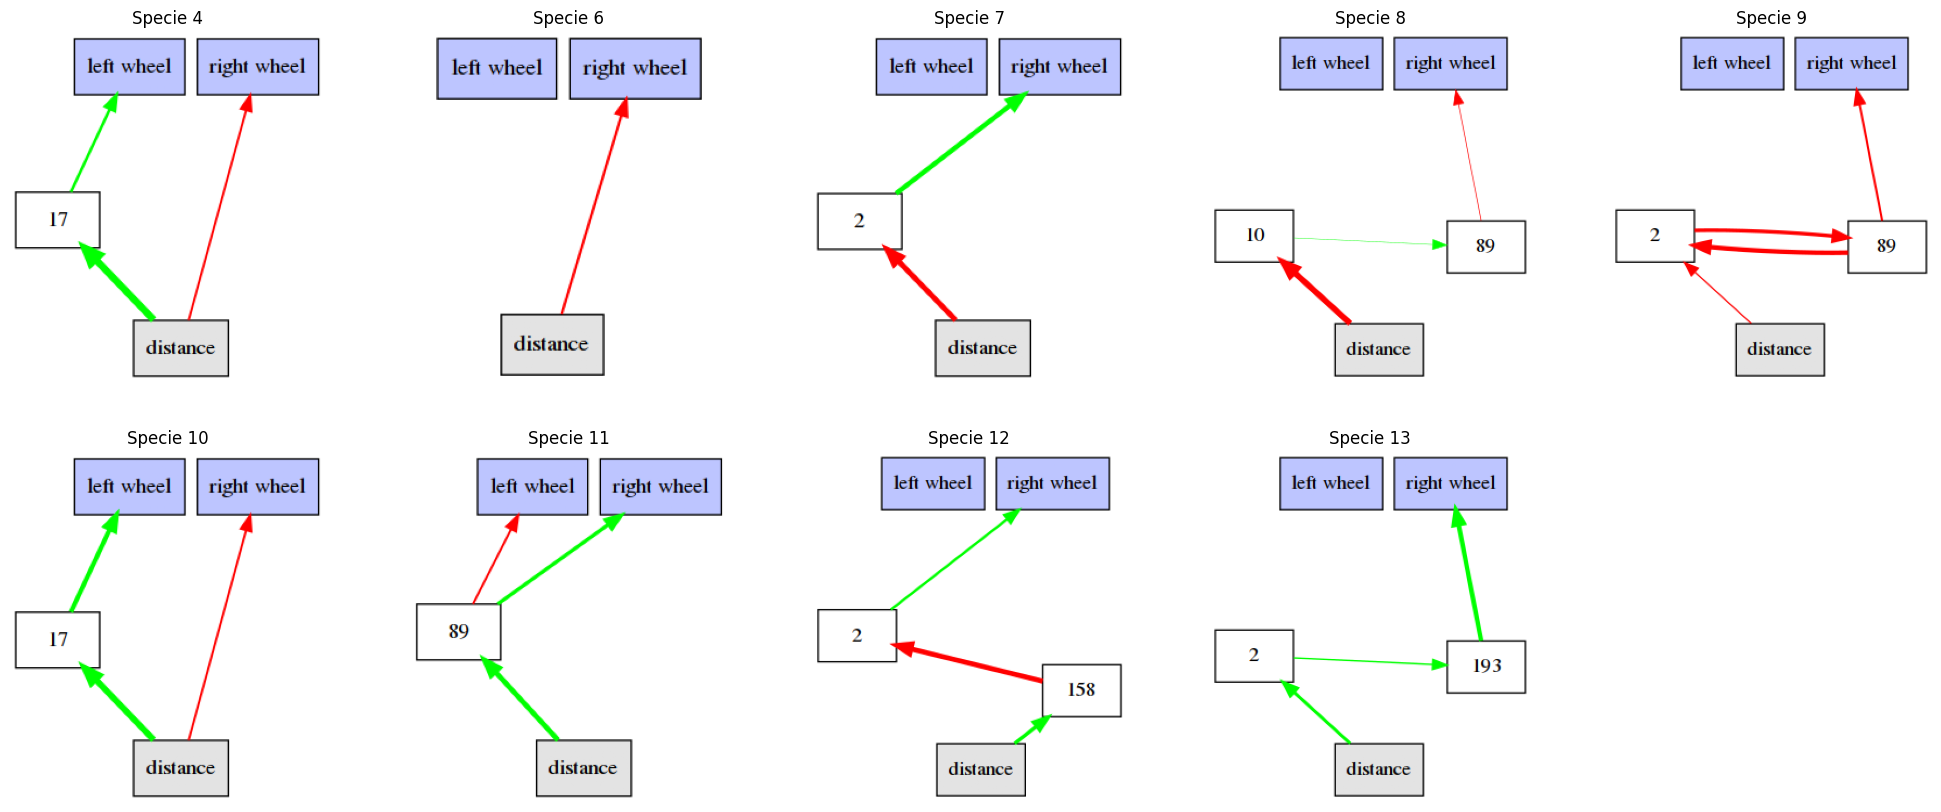 Specie 4
left wheel
right wheel
17
distance
Specie 6
left wheel
right wheel
distance
Specie 7
left wheel
right wheel
2
distance
Specie 8
left wheel
right wheel
10
89
distance
Specie 9
left wheel
right wheel
2
89
distance
Specie 10
left wheel
right wheel
17
distance
Specie 11
left wheel
right wheel
89
distance
Specie 12
left wheel
right wheel
2
158
distance
Specie 13
left wheel
right wheel
2
193
distance